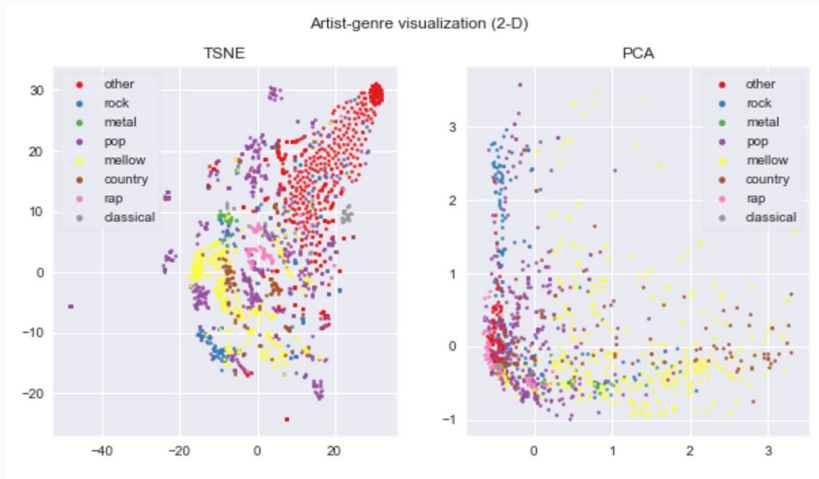 Artist-genre visualization (2-D)
TSNE
30
20
10
0
−10
−20
−40
−20
0
20
other
rock
metal
pop
mellow
country
rap
classical
PCA
3
2
1
0
−1
0
1
2
3
other
rock
metal
pop
mellow
country
rap
classical